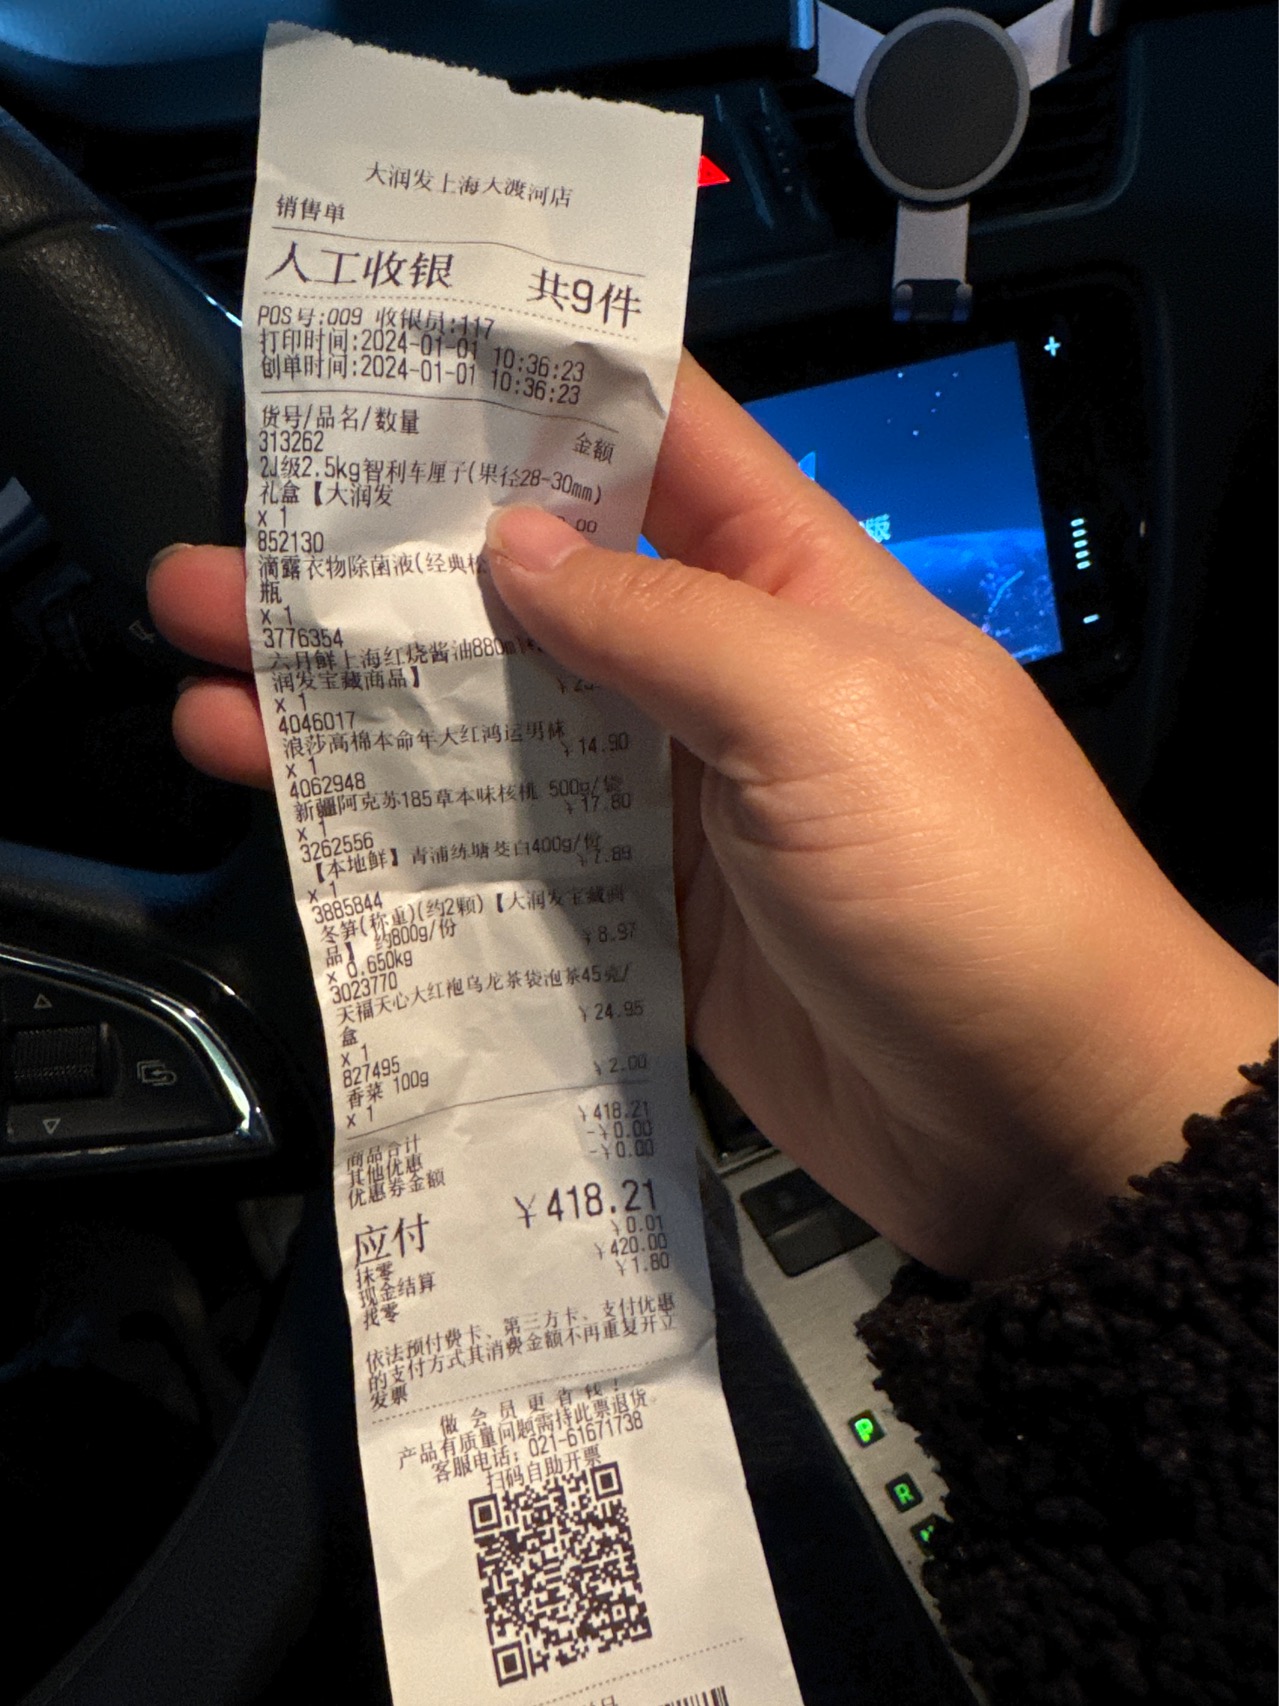 大润发上海大渡河店
销售单
人工收银 共9件
POS号:009 收银员:117
打印时间:2024-01-01 10:36:23
创单时间:2024-01-01 10:36:23
货号/品名/数量 金额
313262
2J级2.5kg智利车厘子(果径28-30mm)
礼盒【大润发
x 1 .00
852130
滴露衣物除菌液(经典松
瓶
x 1
3776354
六月鲜上海红烧酱油880ml*
润发宝藏商品】
x 1
4046017
浪莎高棉本命年大红鸿运男袜
x 1 ￥14.90
4062948
新疆阿克苏185草本味核桃 500g/袋
x 1 ￥17.80
3262556
【本地鲜】青浦练塘茭白400g/份
x 1 ￥7.89
3885844
冬笋(称重)(约2颗)【大润发宝藏商
品】 约800g/份
x 0.650kg ￥8.97
3023770
天福天心大红袍乌龙茶袋泡茶45克/
盒
x 1 ￥24.95
827495
香菜 100g
x 1 ￥2.00
商品合计 ￥418.21
其他优惠 -￥0.00
优惠券金额 -￥0.00
应付 ￥418.21
抹零 ￥0.01
现金结算 ￥420.00
找零 ￥1.80
依法预付费卡、第三方卡、支付优惠
的支付方式其消费金额不再重复开立
发票
做会员更省钱！
产品有质量问题需持此票退货。
客服电话：021-61671738
扫码自助开票
+
版
-
P
R